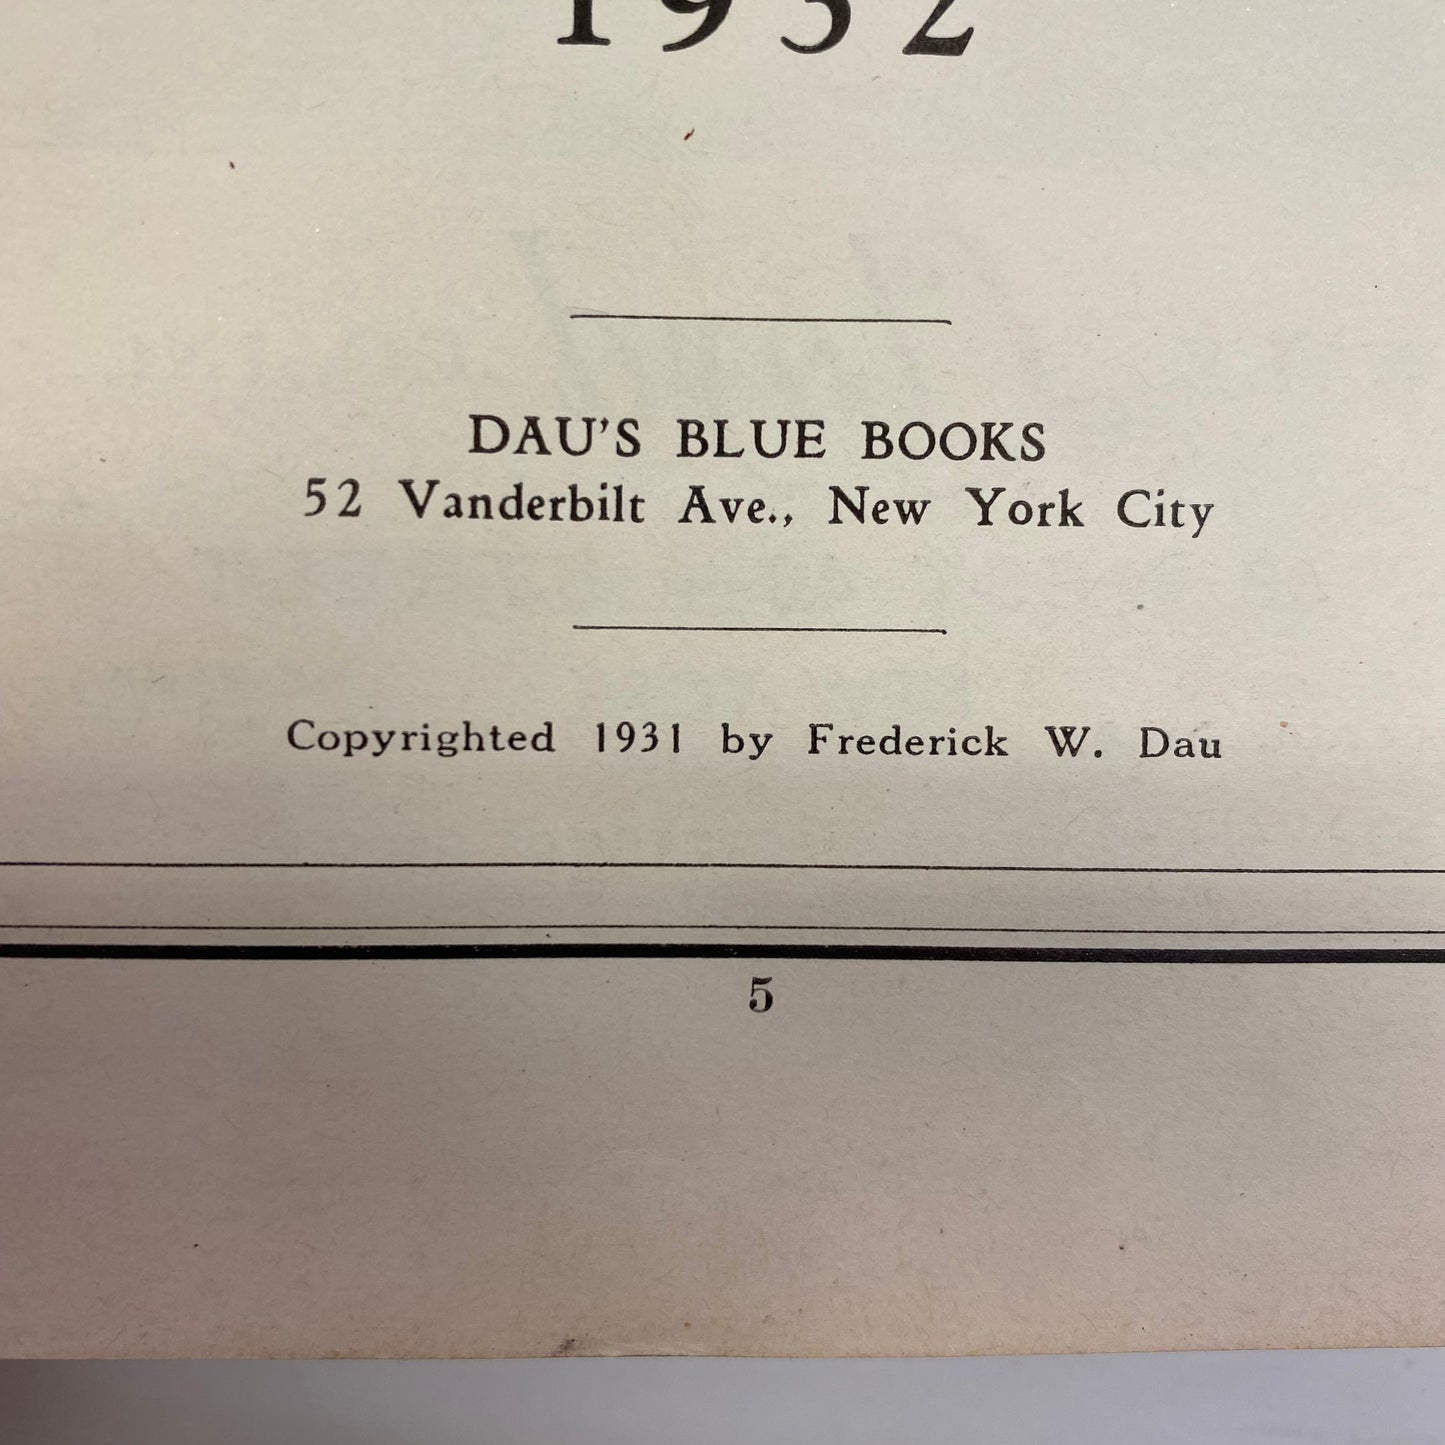 1932
DAU'S BLUE BOOKS
52 Vanderbilt Ave., New York City
Copyrighted 1931 by Frederick W. Dau
5